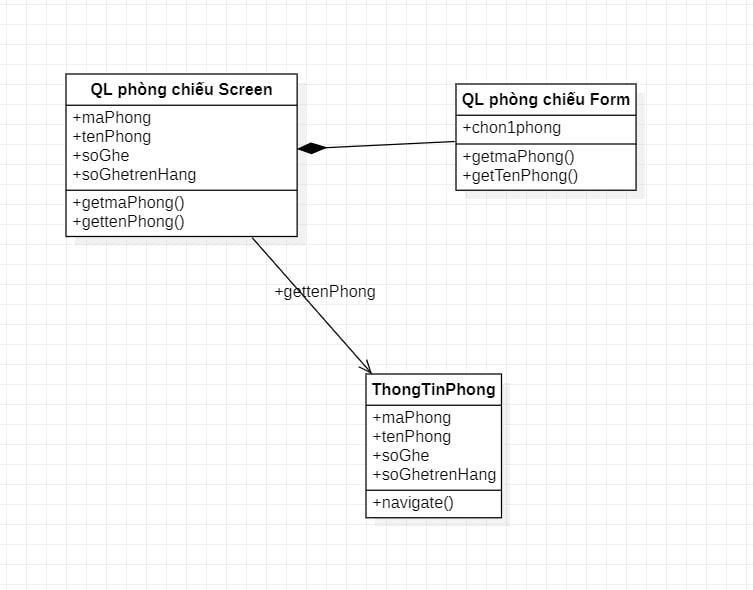 QL phòng chiếu Screen
+maPhong
+tenPhong
+soGhe
+soGhetrenHang
+getmaPhong()
+gettenPhong()
QL phòng chiếu Form
+chon1phong
+getmaPhong()
+getTenPhong()
+gettenPhong
ThongTinPhong
+maPhong
+tenPhong
+soGhe
+soGhetrenHang
+navigate()